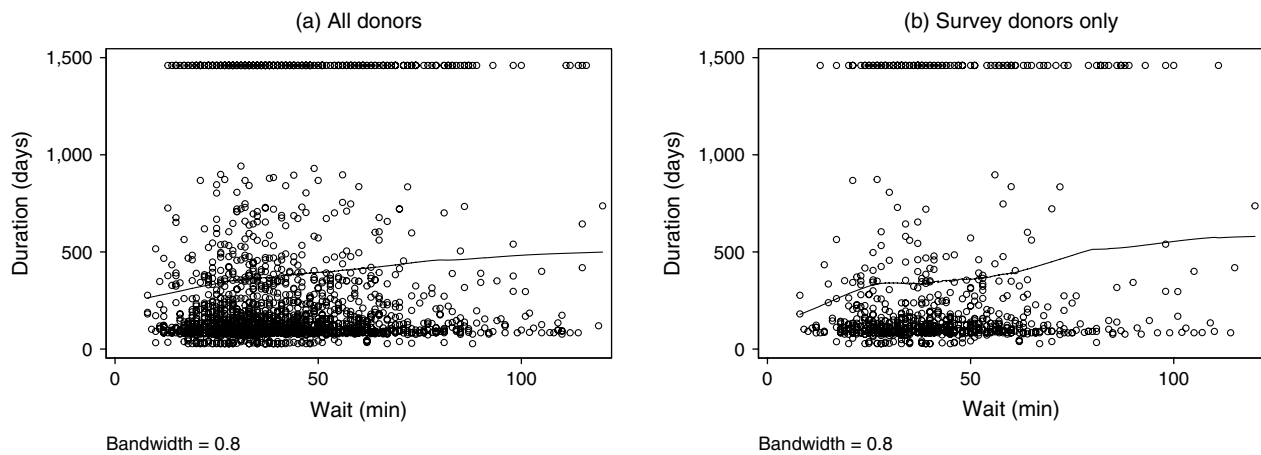 (a) All donors
1,500
1,000
500
0
Duration (days)
0 50 100
Wait (min)
Bandwidth = 0.8
(b) Survey donors only
1,500
1,000
500
0
Duration (days)
0 50 100
Wait (min)
Bandwidth = 0.8